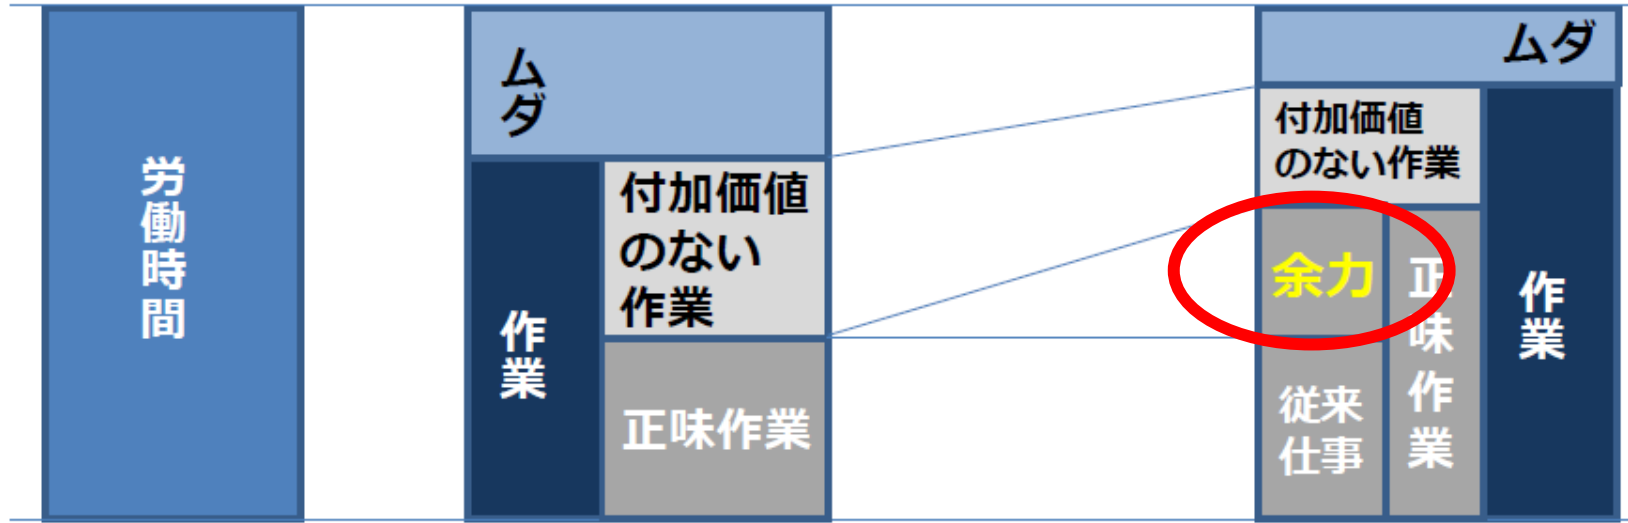 労働時間
ムダ
作業
付加価値
のない
作業
正味作業
ムダ
付加価値
のない作業
余力
従来
仕事
正味作業
作業